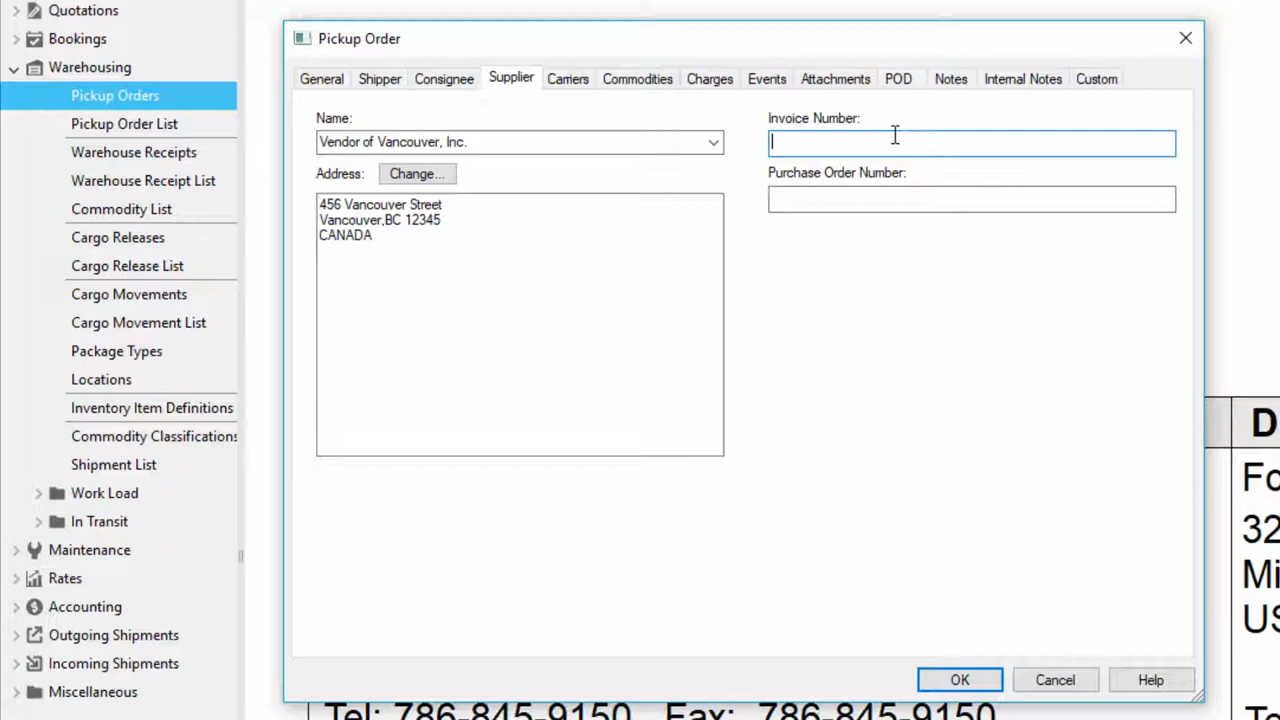 Quotations
Bookings
Warehousing
Pickup Orders
Pickup Order List
Warehouse Receipts
Warehouse Receipt List
Commodity List
Cargo Releases
Cargo Release List
Cargo Movements
Cargo Movement List
Package Types
Locations
Inventory Item Definitions
Commodity Classifications
Shipment List
Work Load
In Transit
Maintenance
Rates
Accounting
Outgoing Shipments
Incoming Shipments
Miscellaneous
Pickup Order
General Shipper Consignee Supplier Carriers Commodities Charges Events Attachments POD Notes Internal Notes Custom
Name:
Vendor of Vancouver, Inc.
Address: Change...
456 Vancouver Street
Vancouver,BC 12345
CANADA
Invoice Number:
Purchase Order Number:
OK Cancel Help
32
Tel: 786-845-9150 Fax: 786-845-9150